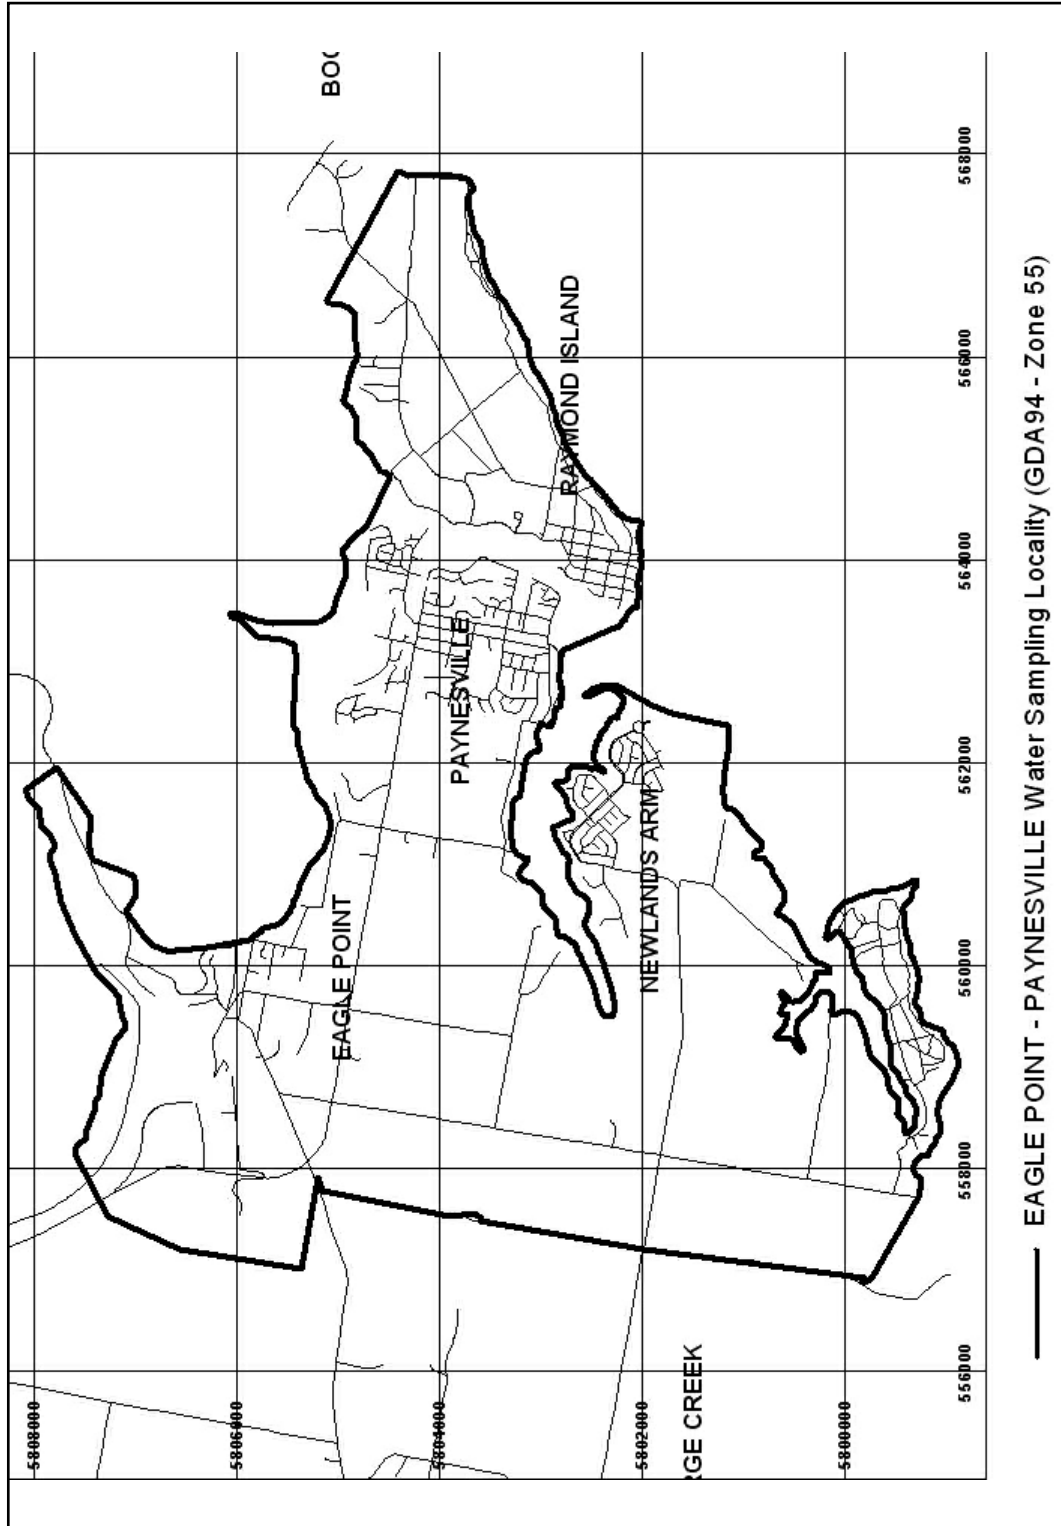 BOO
RAYMOND ISLAND
PAYNESVILLE
EAGLE POINT
NEWLANDS ARM
RGE CREEK
5808000
5806000
5804000
5802000
5800000
556000
558000
560000
562000
564000
566000
568000
EAGLE POINT - PAYNESVILLE Water Sampling Locality (GDA94 - Zone 55)